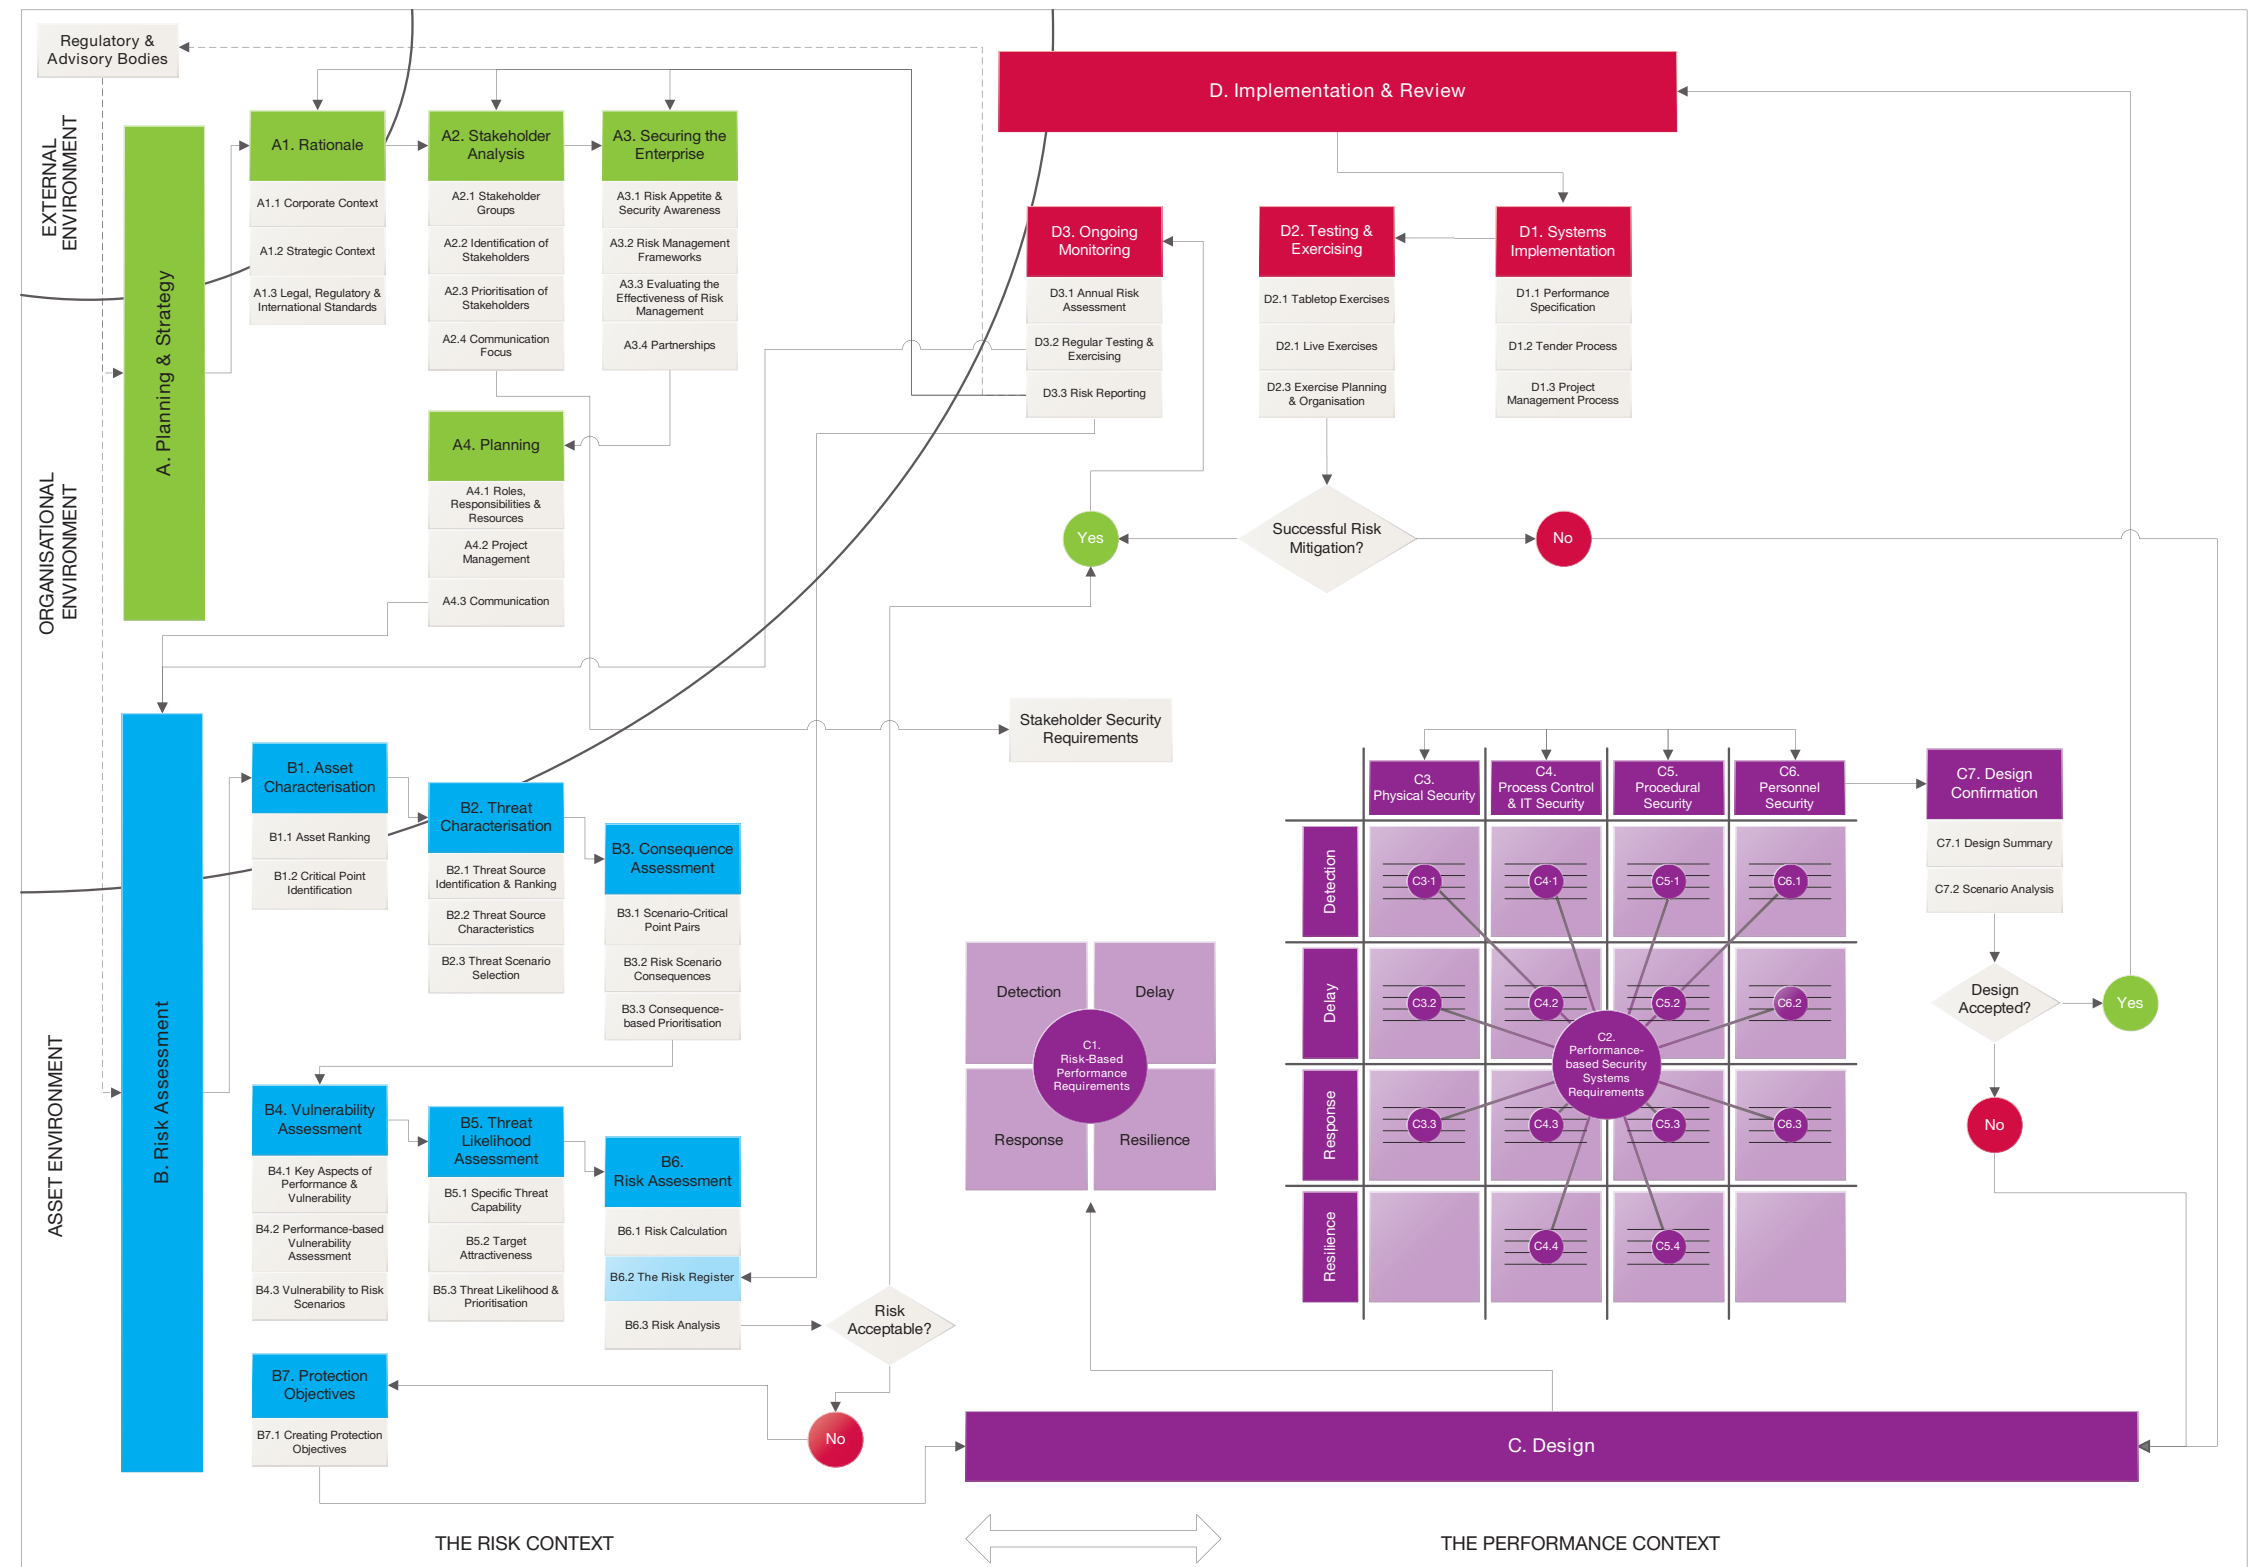 Regulatory &
Advisory Bodies
EXTERNAL
ENVIRONMENT
ORGANISATIONAL
ENVIRONMENT
ASSET ENVIRONMENT
A. Planning & Strategy
A1. Rationale
A1.1 Corporate Context
A1.2 Strategic Context
A1.3 Legal, Regulatory &
International Standards
A2. Stakeholder
Analysis
A2.1 Stakeholder
Groups
A2.2 Identification of
Stakeholders
A2.3 Prioritisation of
Stakeholders
A2.4 Communication
Focus
A3. Securing the
Enterprise
A3.1 Risk Appetite &
Security Awareness
A3.2 Risk Management
Frameworks
A3.3 Evaluating the
Effectiveness of Risk
Management
A3.4 Partnerships
A4. Planning
A4.1 Roles,
Responsibilities &
Resources
A4.2 Project
Management
A4.3 Communication
D. Implementation & Review
D3. Ongoing
Monitoring
D3.1 Annual Risk
Assessment
D3.2 Regular Testing &
Exercising
D3.3 Risk Reporting
D2. Testing &
Exercising
D2.1 Tabletop Exercises
D2.1 Live Exercises
D2.3 Exercise Planning
& Organisation
D1. Systems
Implementation
D1.1 Performance
Specification
D1.2 Tender Process
D1.3 Project
Management Process
Yes
Successful Risk
Mitigation?
No
Stakeholder Security
Requirements
B. Risk Assessment
B1. Asset
Characterisation
B1.1 Asset Ranking
B1.2 Critical Point
Identification
B2. Threat
Characterisation
B2.1 Threat Source
Identification & Ranking
B2.2 Threat Source
Characteristics
B2.3 Threat Scenario
Selection
B3. Consequence
Assessment
B3.1 Scenario-Critical
Point Pairs
B3.2 Risk Scenario
Consequences
B3.3 Consequence-
based Prioritisation
B4. Vulnerability
Assessment
B4.1 Key Aspects of
Performance &
Vulnerability
B4.2 Performance-based
Vulnerability
Assessment
B4.3 Vulnerability to Risk
Scenarios
B5. Threat
Likelihood
Assessment
B5.1 Specific Threat
Capability
B5.2 Target
Attractiveness
B5.3 Threat Likelihood &
Prioritisation
B6.
Risk Assessment
B6.1 Risk Calculation
B6.2 The Risk Register
B6.3 Risk Analysis
Risk
Acceptable?
No
B7. Protection
Objectives
B7.1 Creating Protection
Objectives
Detection
Delay
C1.
Risk-Based
Performance
Requirements
Response
Resilience
C3.
Physical Security
C4.
Process Control
& IT Security
C5.
Procedural
Security
C6.
Personnel
Security
Detection
C3·1
C4·1
C5·1
C6.1
Delay
C3.2
C4.2
C5.2
C6.2
C2.
Performance-
based Security
Systems
Requirements
Response
C3.3
C4.3
C5.3
C6.3
Resilience
C4.4
C5.4
C7. Design
Confirmation
C7.1 Design Summary
C7.2 Scenario Analysis
Design
Accepted?
Yes
No
C. Design
THE RISK CONTEXT
THE PERFORMANCE CONTEXT